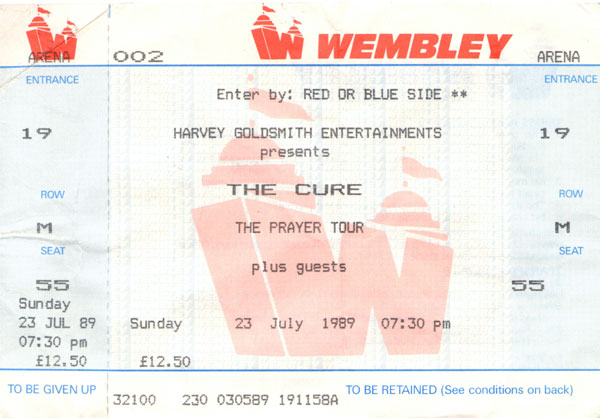 WEMBLEY
ARENA 002 ARENA
ENTRANCE ENTRANCE
Enter by: RED OR BLUE SIDE **
19 HARVEY GOLDSMITH ENTERTAINMENTS 19
presents
ROW THE CURE ROW
M THE PRAYER TOUR M
SEAT SEAT
plus guests
55 55
Sunday
23 JUL 89 Sunday 23 July 1989 07:30 pm
07:30 pm
£12.50 £12.50
TO BE GIVEN UP TO BE RETAINED (See conditions on back)
32100 230 030589 191158A